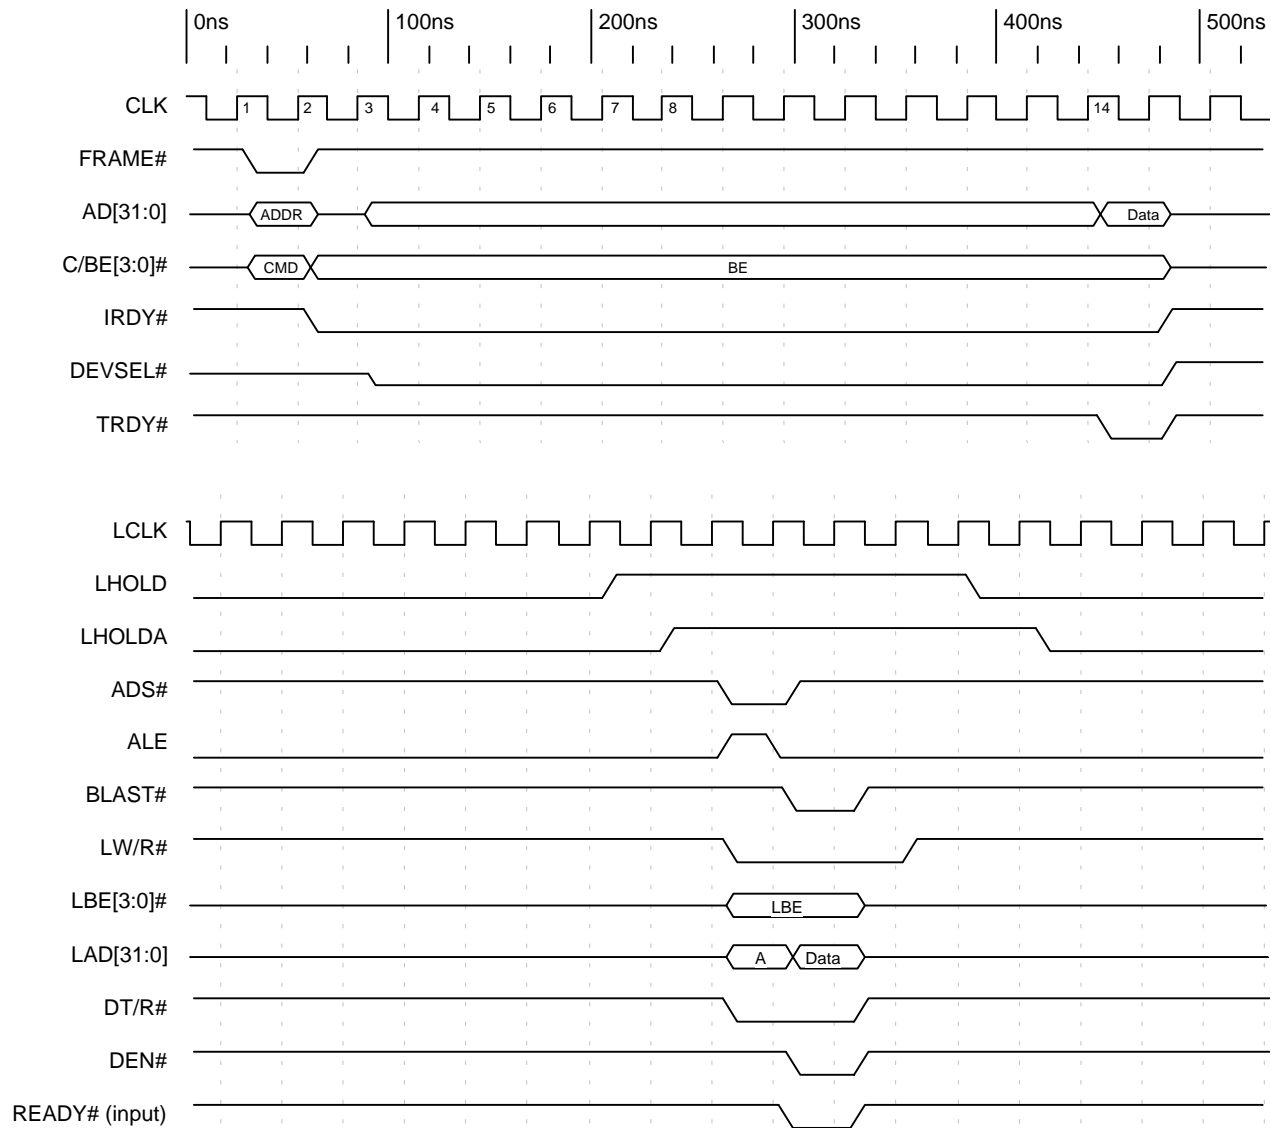 0ns 100ns 200ns 300ns 400ns 500ns
CLK 1 2 3 4 5 6 7 8 14
FRAME#
AD[31:0] ADDR Data
C/BE[3:0]# CMD BE
IRDY#
DEVSEL#
TRDY#
LCLK
LHOLD
LHOLDA
ADS#
ALE
BLAST#
LW/R#
LBE[3:0]# LBE
LAD[31:0] A Data
DT/R#
DEN#
READY# (input)